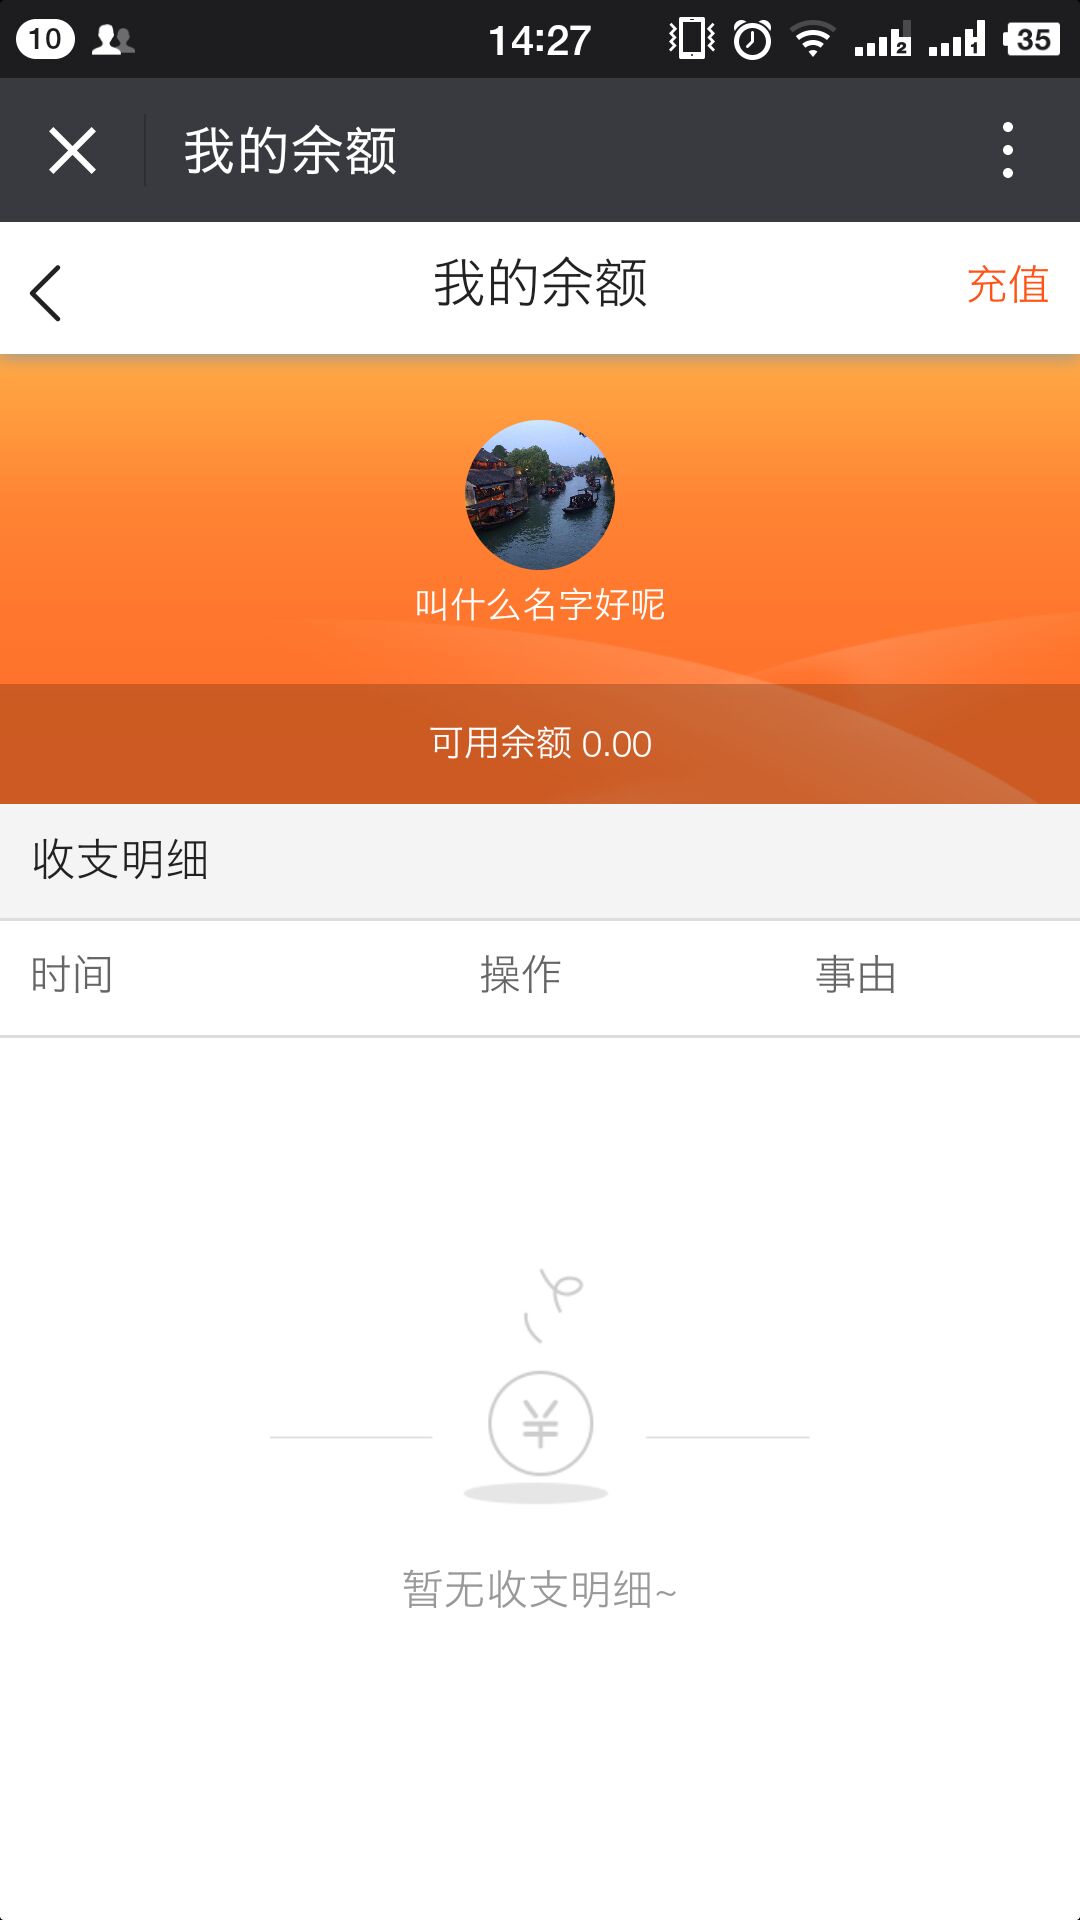 10 14:27 2 1 35
我的余额
我的余额 充值
叫什么名字好呢
可用余额 0.00
收支明细
时间 操作 事由
¥
暂无收支明细~